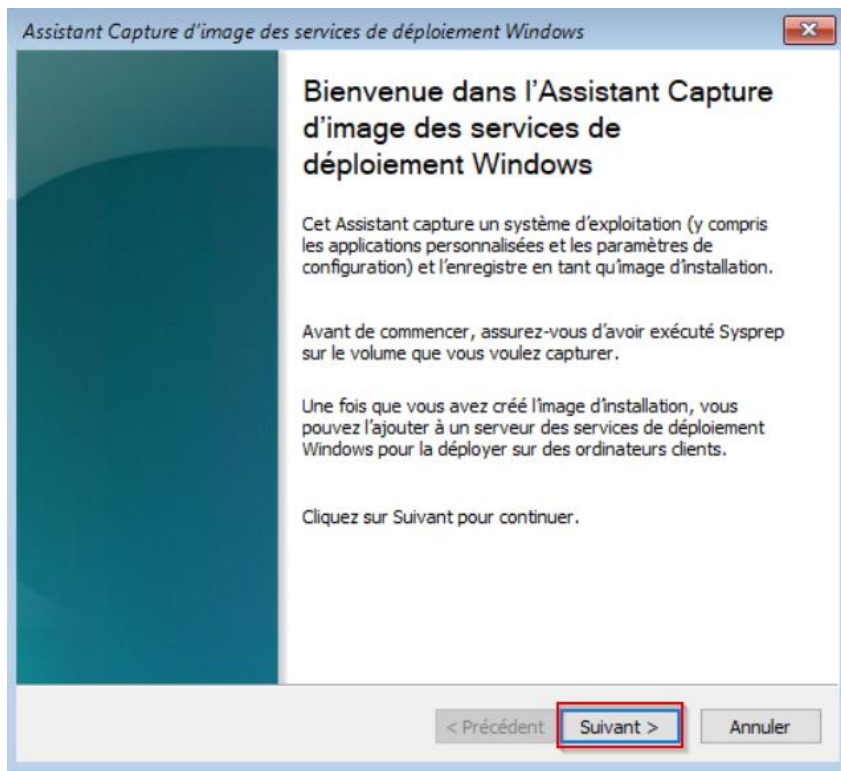 Assistant Capture d'image des services de déploiement Windows
Bienvenue dans l'Assistant Capture
d'image des services de
déploiement Windows
Cet Assistant capture un système d'exploitation (y compris
les applications personnalisées et les paramètres de
configuration) et l'enregistre en tant qu'image d'installation.
Avant de commencer, assurez-vous d'avoir exécuté Sysprep
sur le volume que vous voulez capturer.
Une fois que vous avez créé l'image d'installation, vous
pouvez l'ajouter à un serveur des services de déploiement
Windows pour la déployer sur des ordinateurs clients.
Cliquez sur Suivant pour continuer.
< Précédent Suivant > Annuler